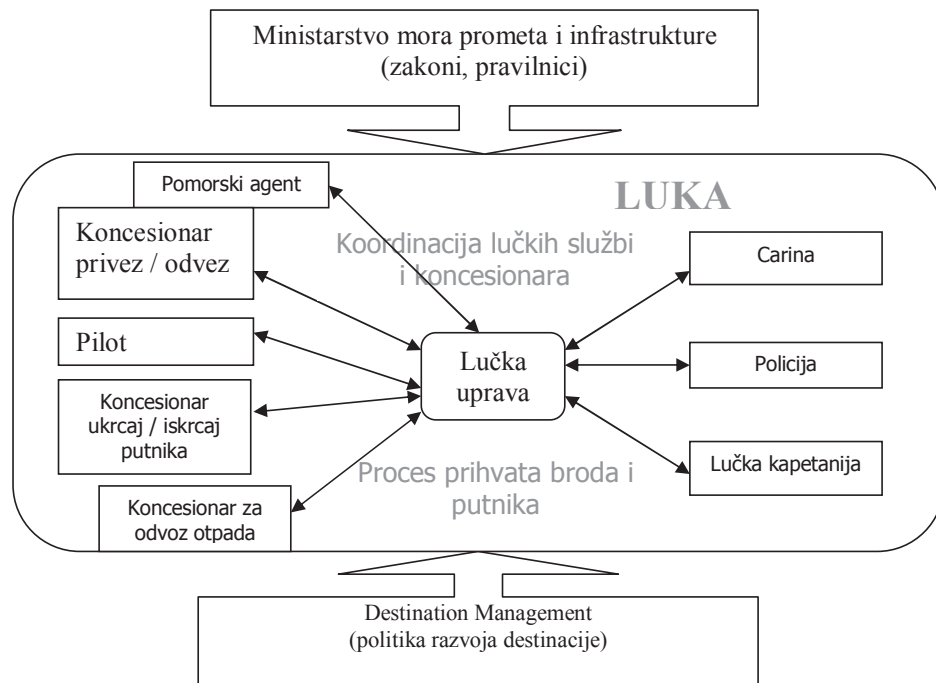 Ministarstvo mora prometa i infrastrukture
(zakoni, pravilnici)
LUKA
Pomorski agent
Koncesionar
privez / odvez
Koordinacija lučkih službi
i koncesionara
Carina
Pilot
Lučka
uprava
Policija
Koncesionar
ukrcaj / iskrcaj
putnika
Lučka kapetanija
Proces prihvata broda i
putnika
Koncesionar za
odvoz otpada
Destination Management
(politika razvoja destinacije)